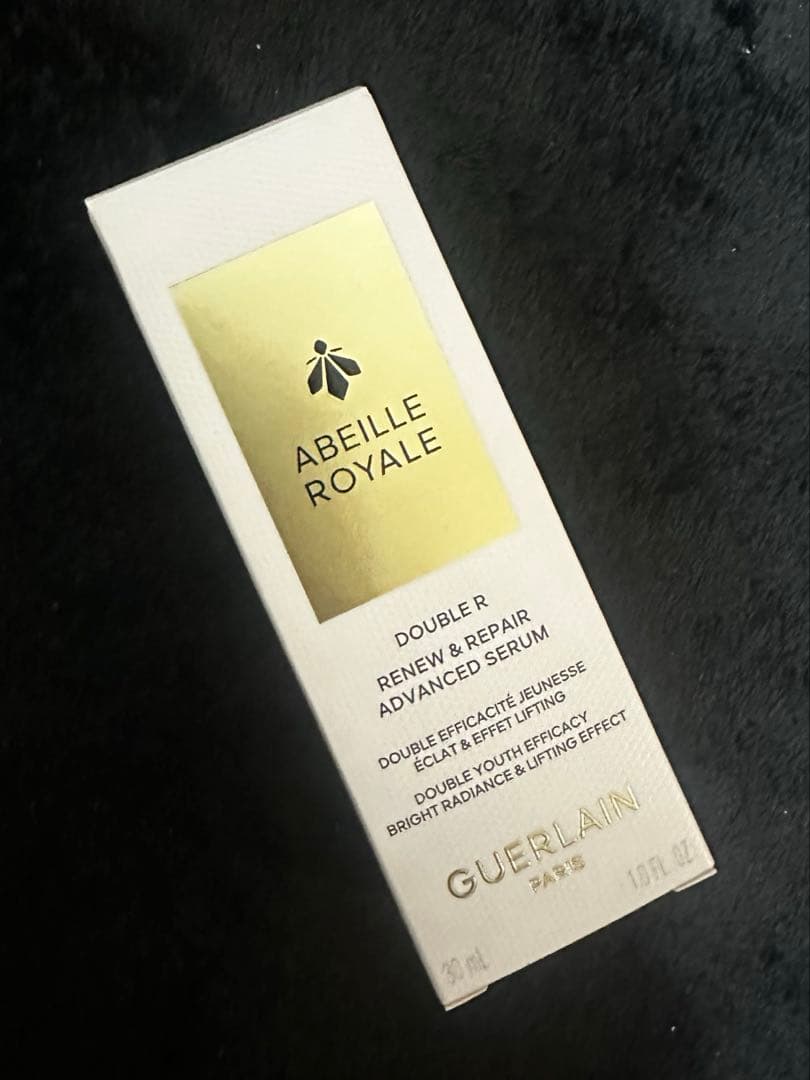 ABEILLE
ROYALE
DOUBLE R
RENEW & REPAIR
ADVANCED SERUM
DOUBLE EFFICACITÉ JEUNESSE
ÉCLAT & EFFET LIFTING
DOUBLE YOUTH EFFICACY
BRIGHT RADIANCE & LIFTING EFFECT
GUERLAIN
PARIS
30 mL
1.0 FL. OZ